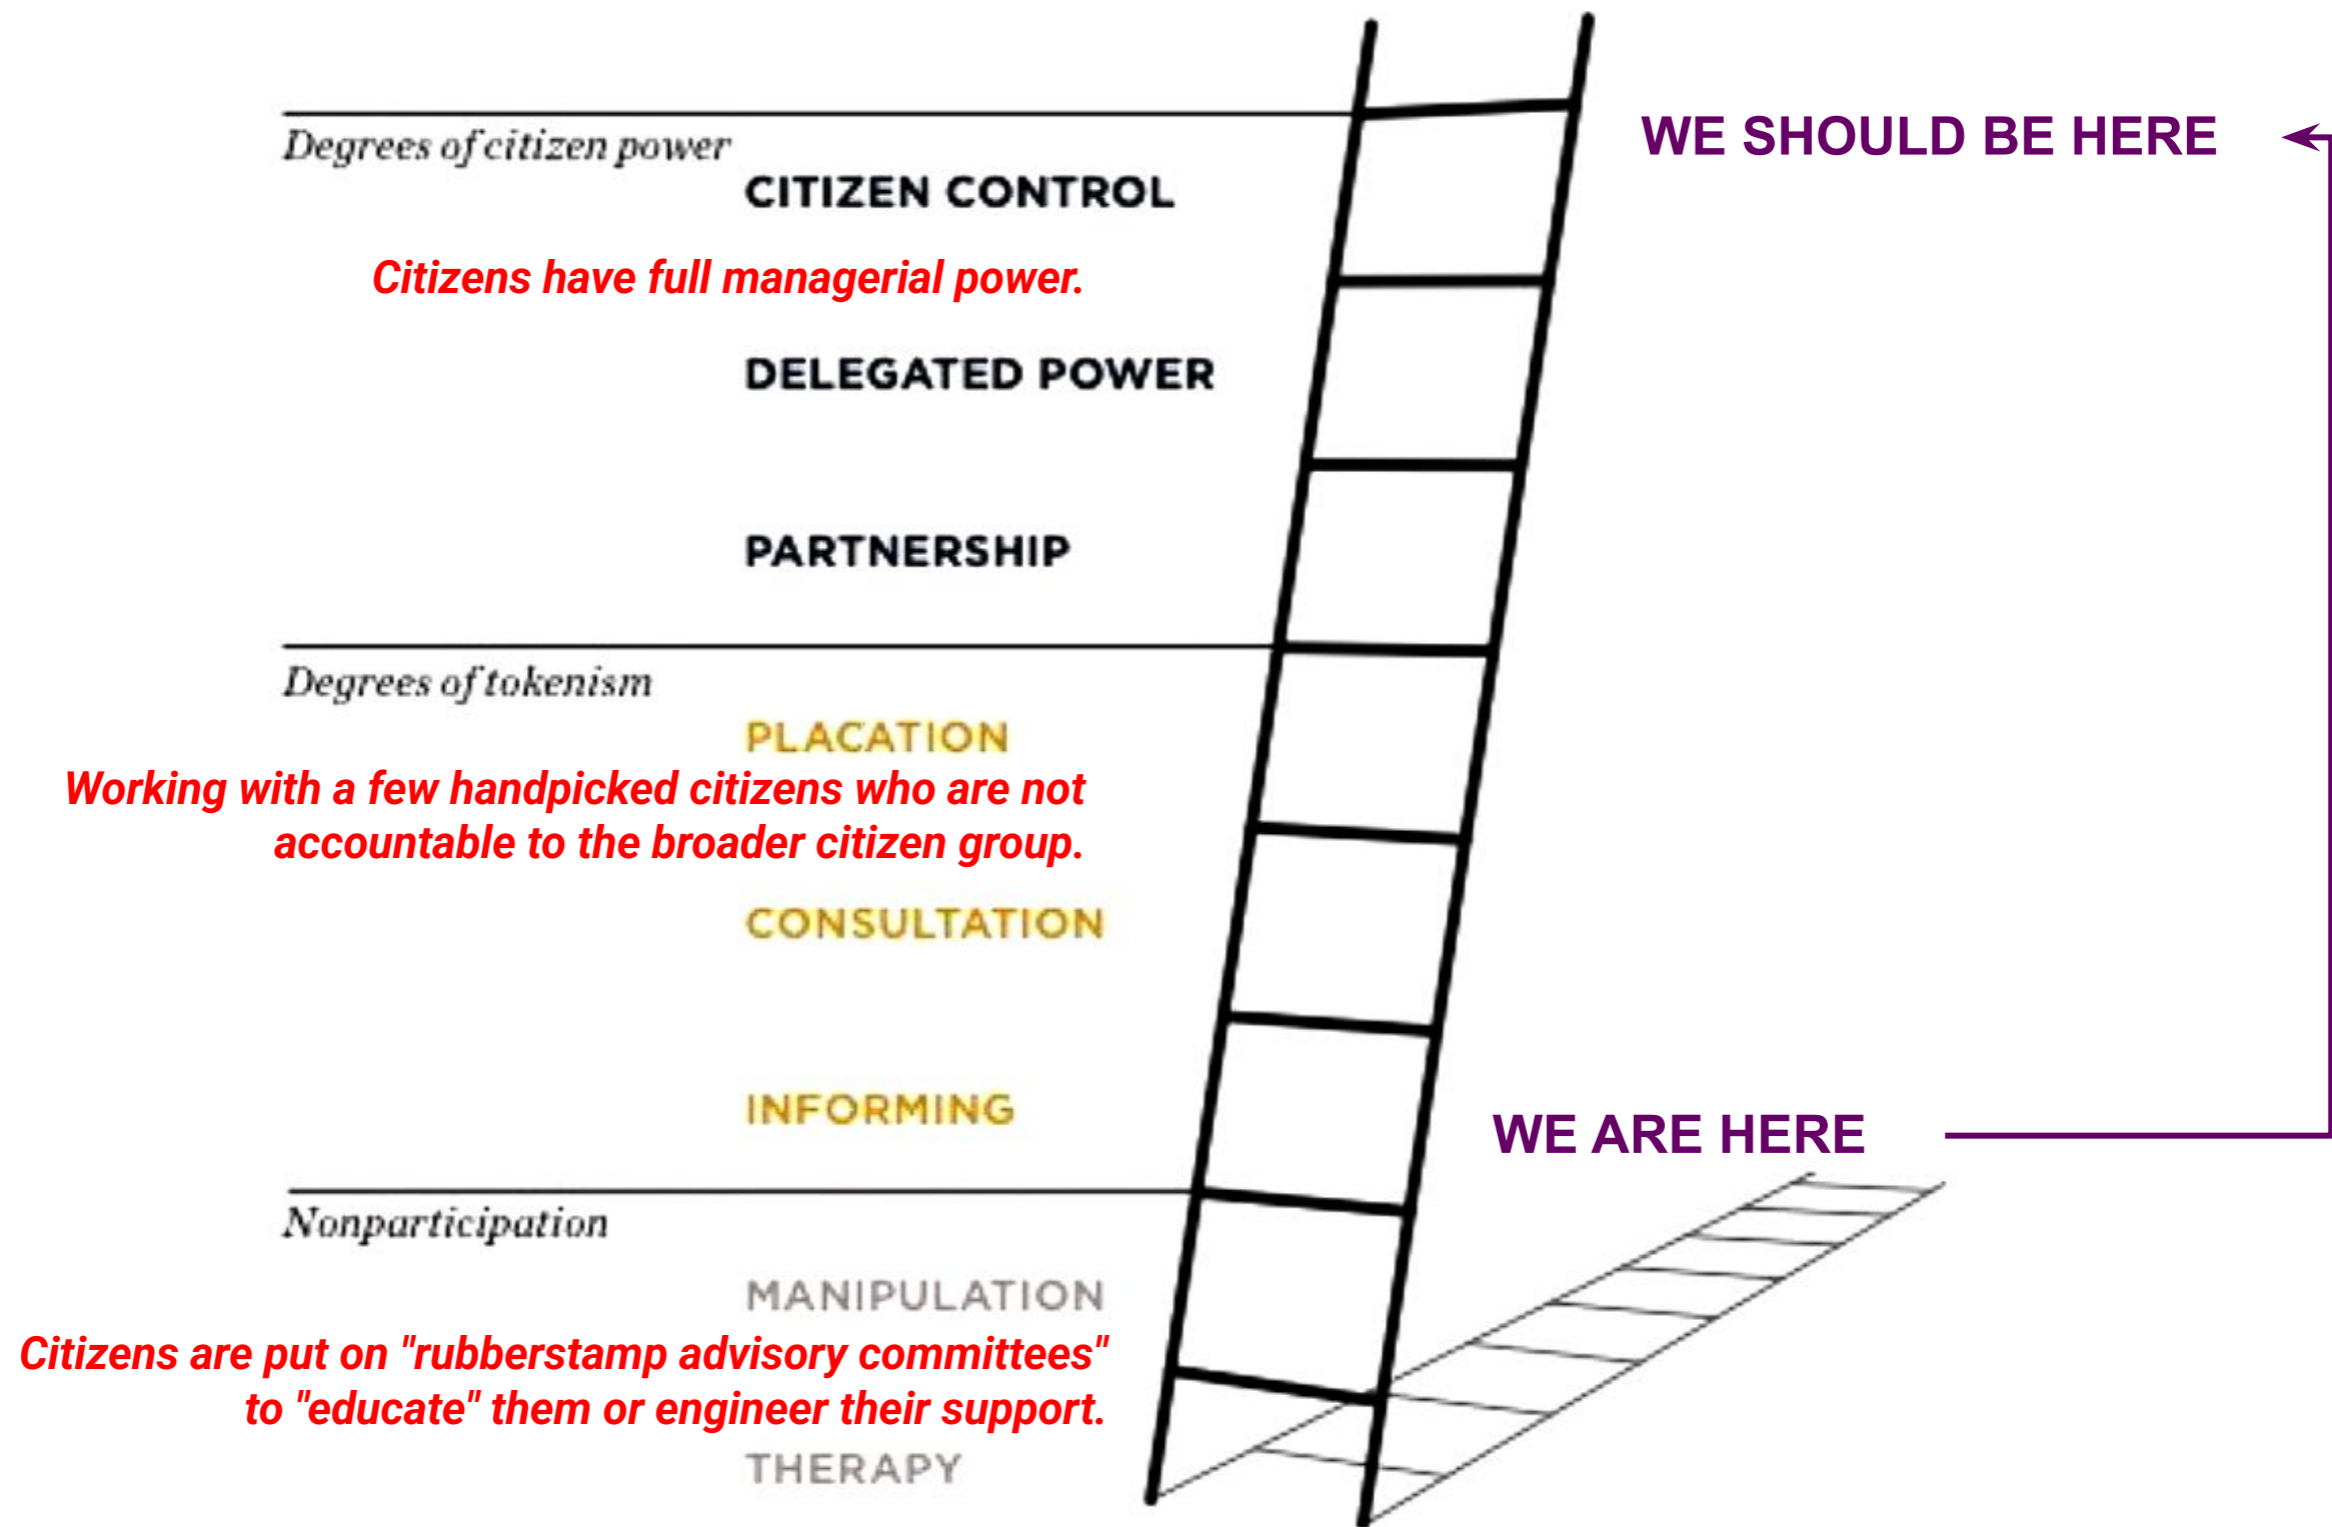 Degrees of citizen power
WE SHOULD BE HERE
CITIZEN CONTROL
Citizens have full managerial power.
DELEGATED POWER
PARTNERSHIP
Degrees of tokenism
PLACATION
Working with a few handpicked citizens who are not
accountable to the broader citizen group.
CONSULTATION
INFORMING
WE ARE HERE
Nonparticipation
MANIPULATION
Citizens are put on "rubberstamp advisory committees"
to "educate" them or engineer their support.
THERAPY